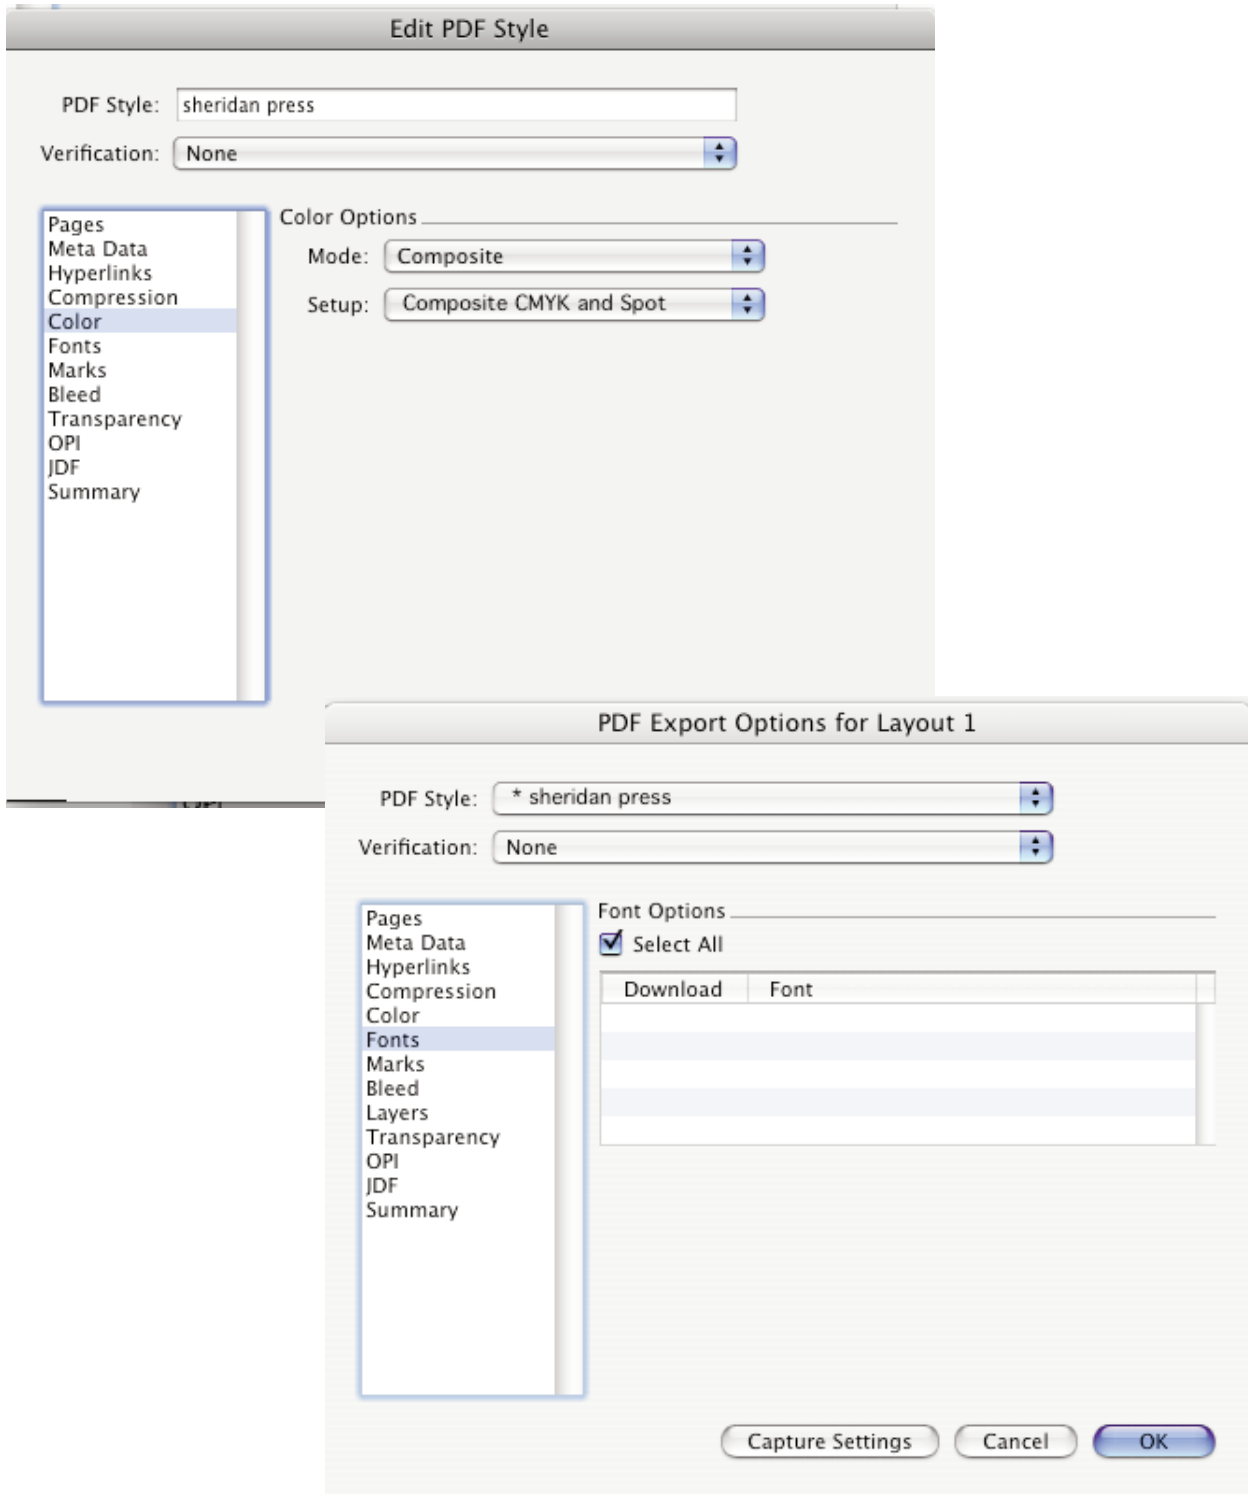 Edit PDF Style
PDF Style: sheridan press
Verification: None
Pages
Meta Data
Hyperlinks
Compression
Color
Fonts
Marks
Bleed
Transparency
OPI
JDF
Summary
Color Options
Mode: Composite
Setup: Composite CMYK and Spot
OPI
PDF Export Options for Layout 1
PDF Style: * sheridan press
Verification: None
Pages
Meta Data
Hyperlinks
Compression
Color
Fonts
Marks
Bleed
Layers
Transparency
OPI
JDF
Summary
Font Options
Select All
Download Font
Capture Settings Cancel OK